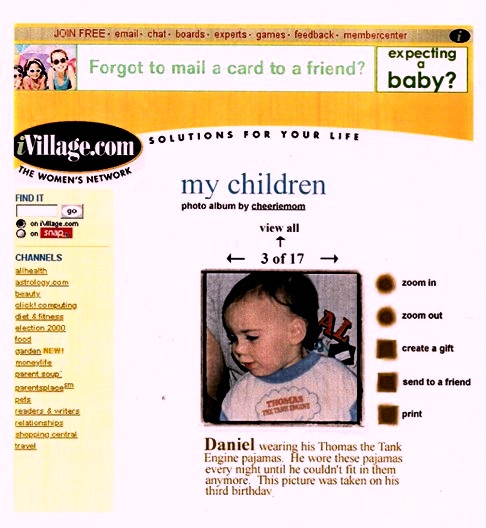 JOIN FREE · email · chat · boards · experts · games · feedback · membercenter
i
Forgot to mail a card to a friend?
expecting
a
baby?
iVillage.com
SOLUTIONS FOR YOUR LIFE
THE WOMEN'S NETWORK
my children
photo album by cheeriemom
FIND IT
go
on iVillage.com
on snap
view all
3 of 17
CHANNELS
allhealth
astrology.com
beauty
click! computing
diet & fitness
election 2000
food
garden NEW!
moneylife
parent soup
parentsplace sm
pets
readers & writers
relationships
shopping central
travel
zoom in
zoom out
create a gift
send to a friend
print
AL
THOMAS
THE TANK ENGINE
Daniel wearing his Thomas the Tank
Engine pajamas. He wore these pajamas
every night until he couldn't fit in them
anymore. This picture was taken on his
third birthday.